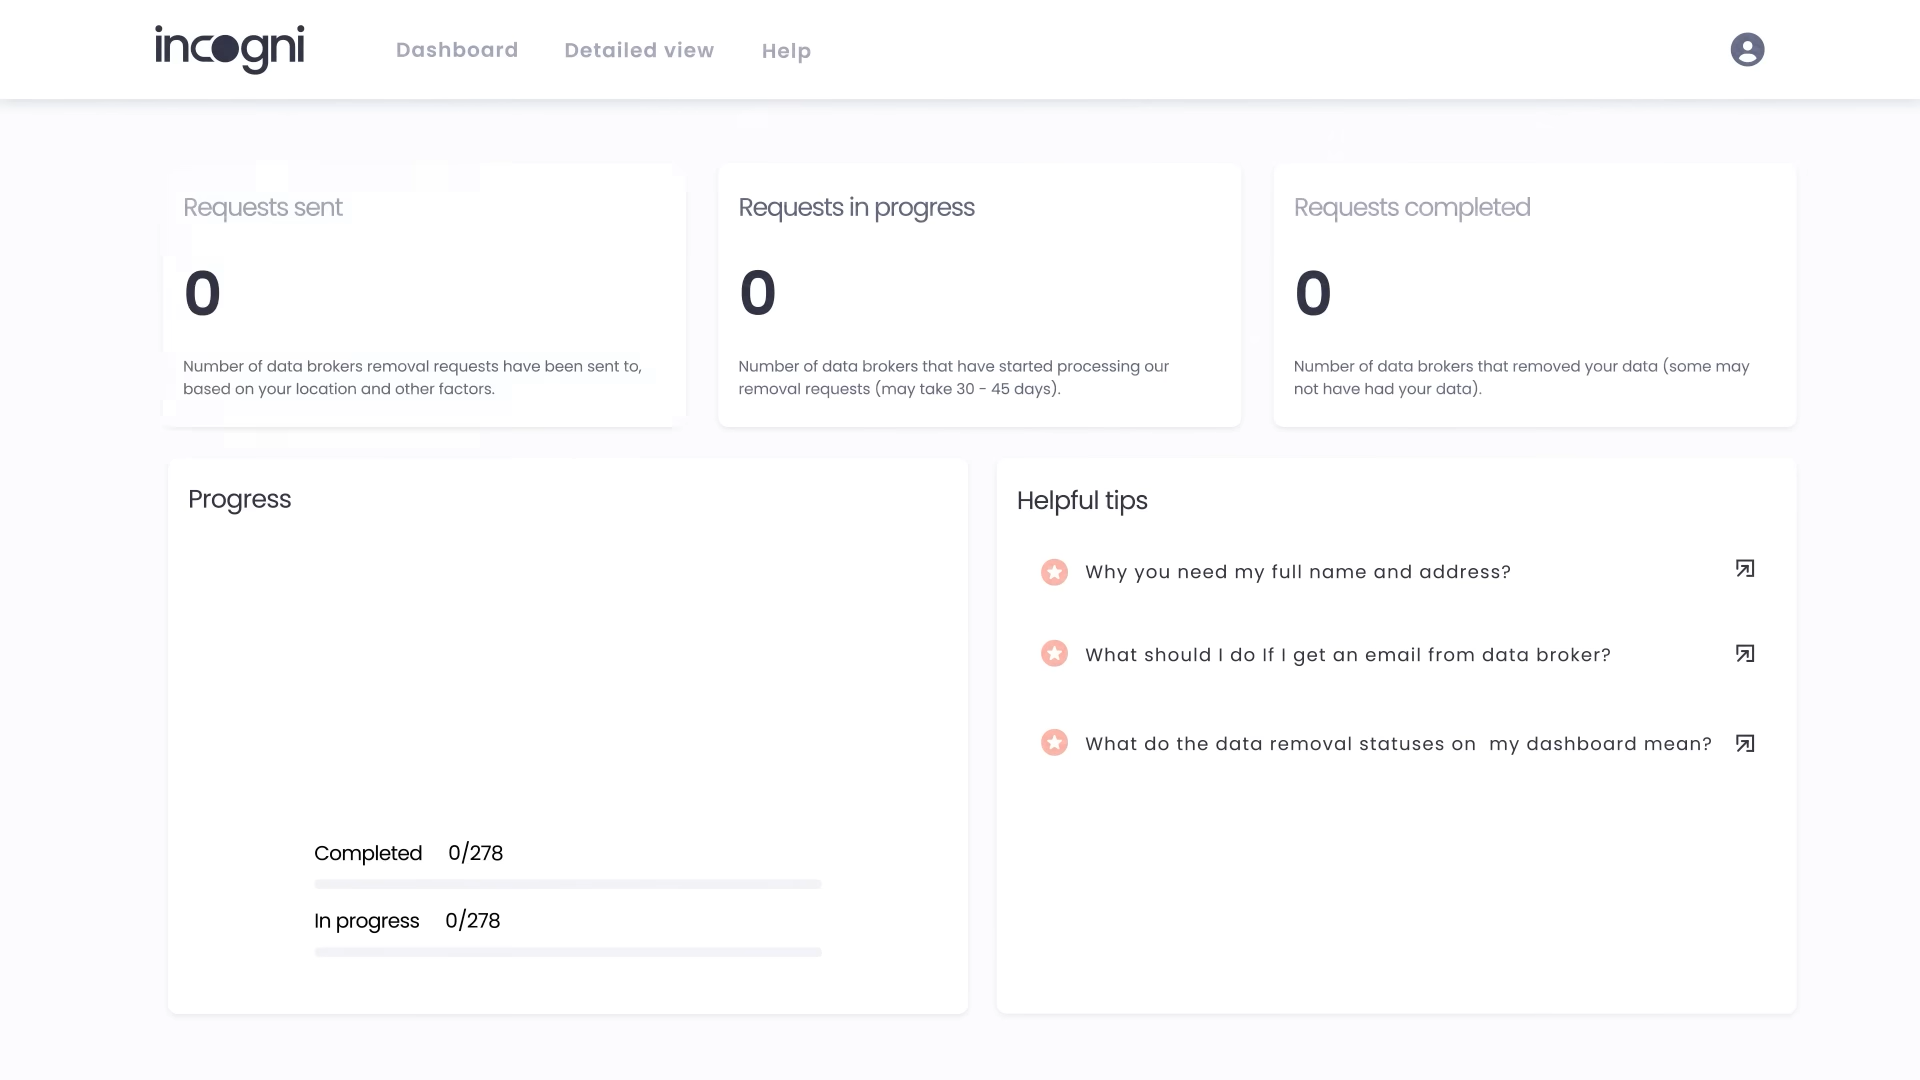 incogni
Dashboard
Detailed view
Help
Requests sent
0
Number of data brokers removal requests have been sent to,
based on your location and other factors.
Requests in progress
0
Number of data brokers that have started processing our
removal requests (may take 30 - 45 days).
Requests completed
0
Number of data brokers that removed your data (some may
not have had your data).
Progress
Completed 0/278
In progress 0/278
Helpful tips
Why you need my full name and address?
What should I do If I get an email from data broker?
What do the data removal statuses on  my dashboard mean?